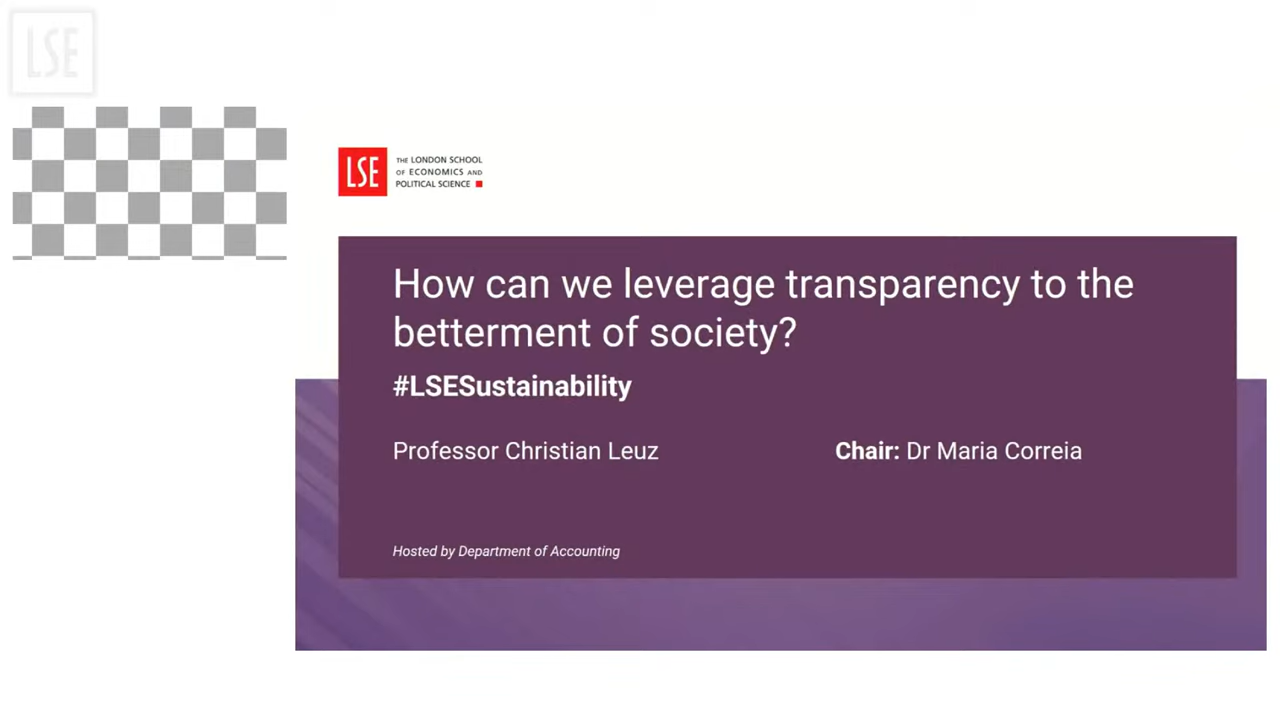 LSE
LSE THE LONDON SCHOOL
OF ECONOMICS AND
POLITICAL SCIENCE
How can we leverage transparency to the
betterment of society?
#LSESustainability
Professor Christian Leuz
Chair: Dr Maria Correia
Hosted by Department of Accounting